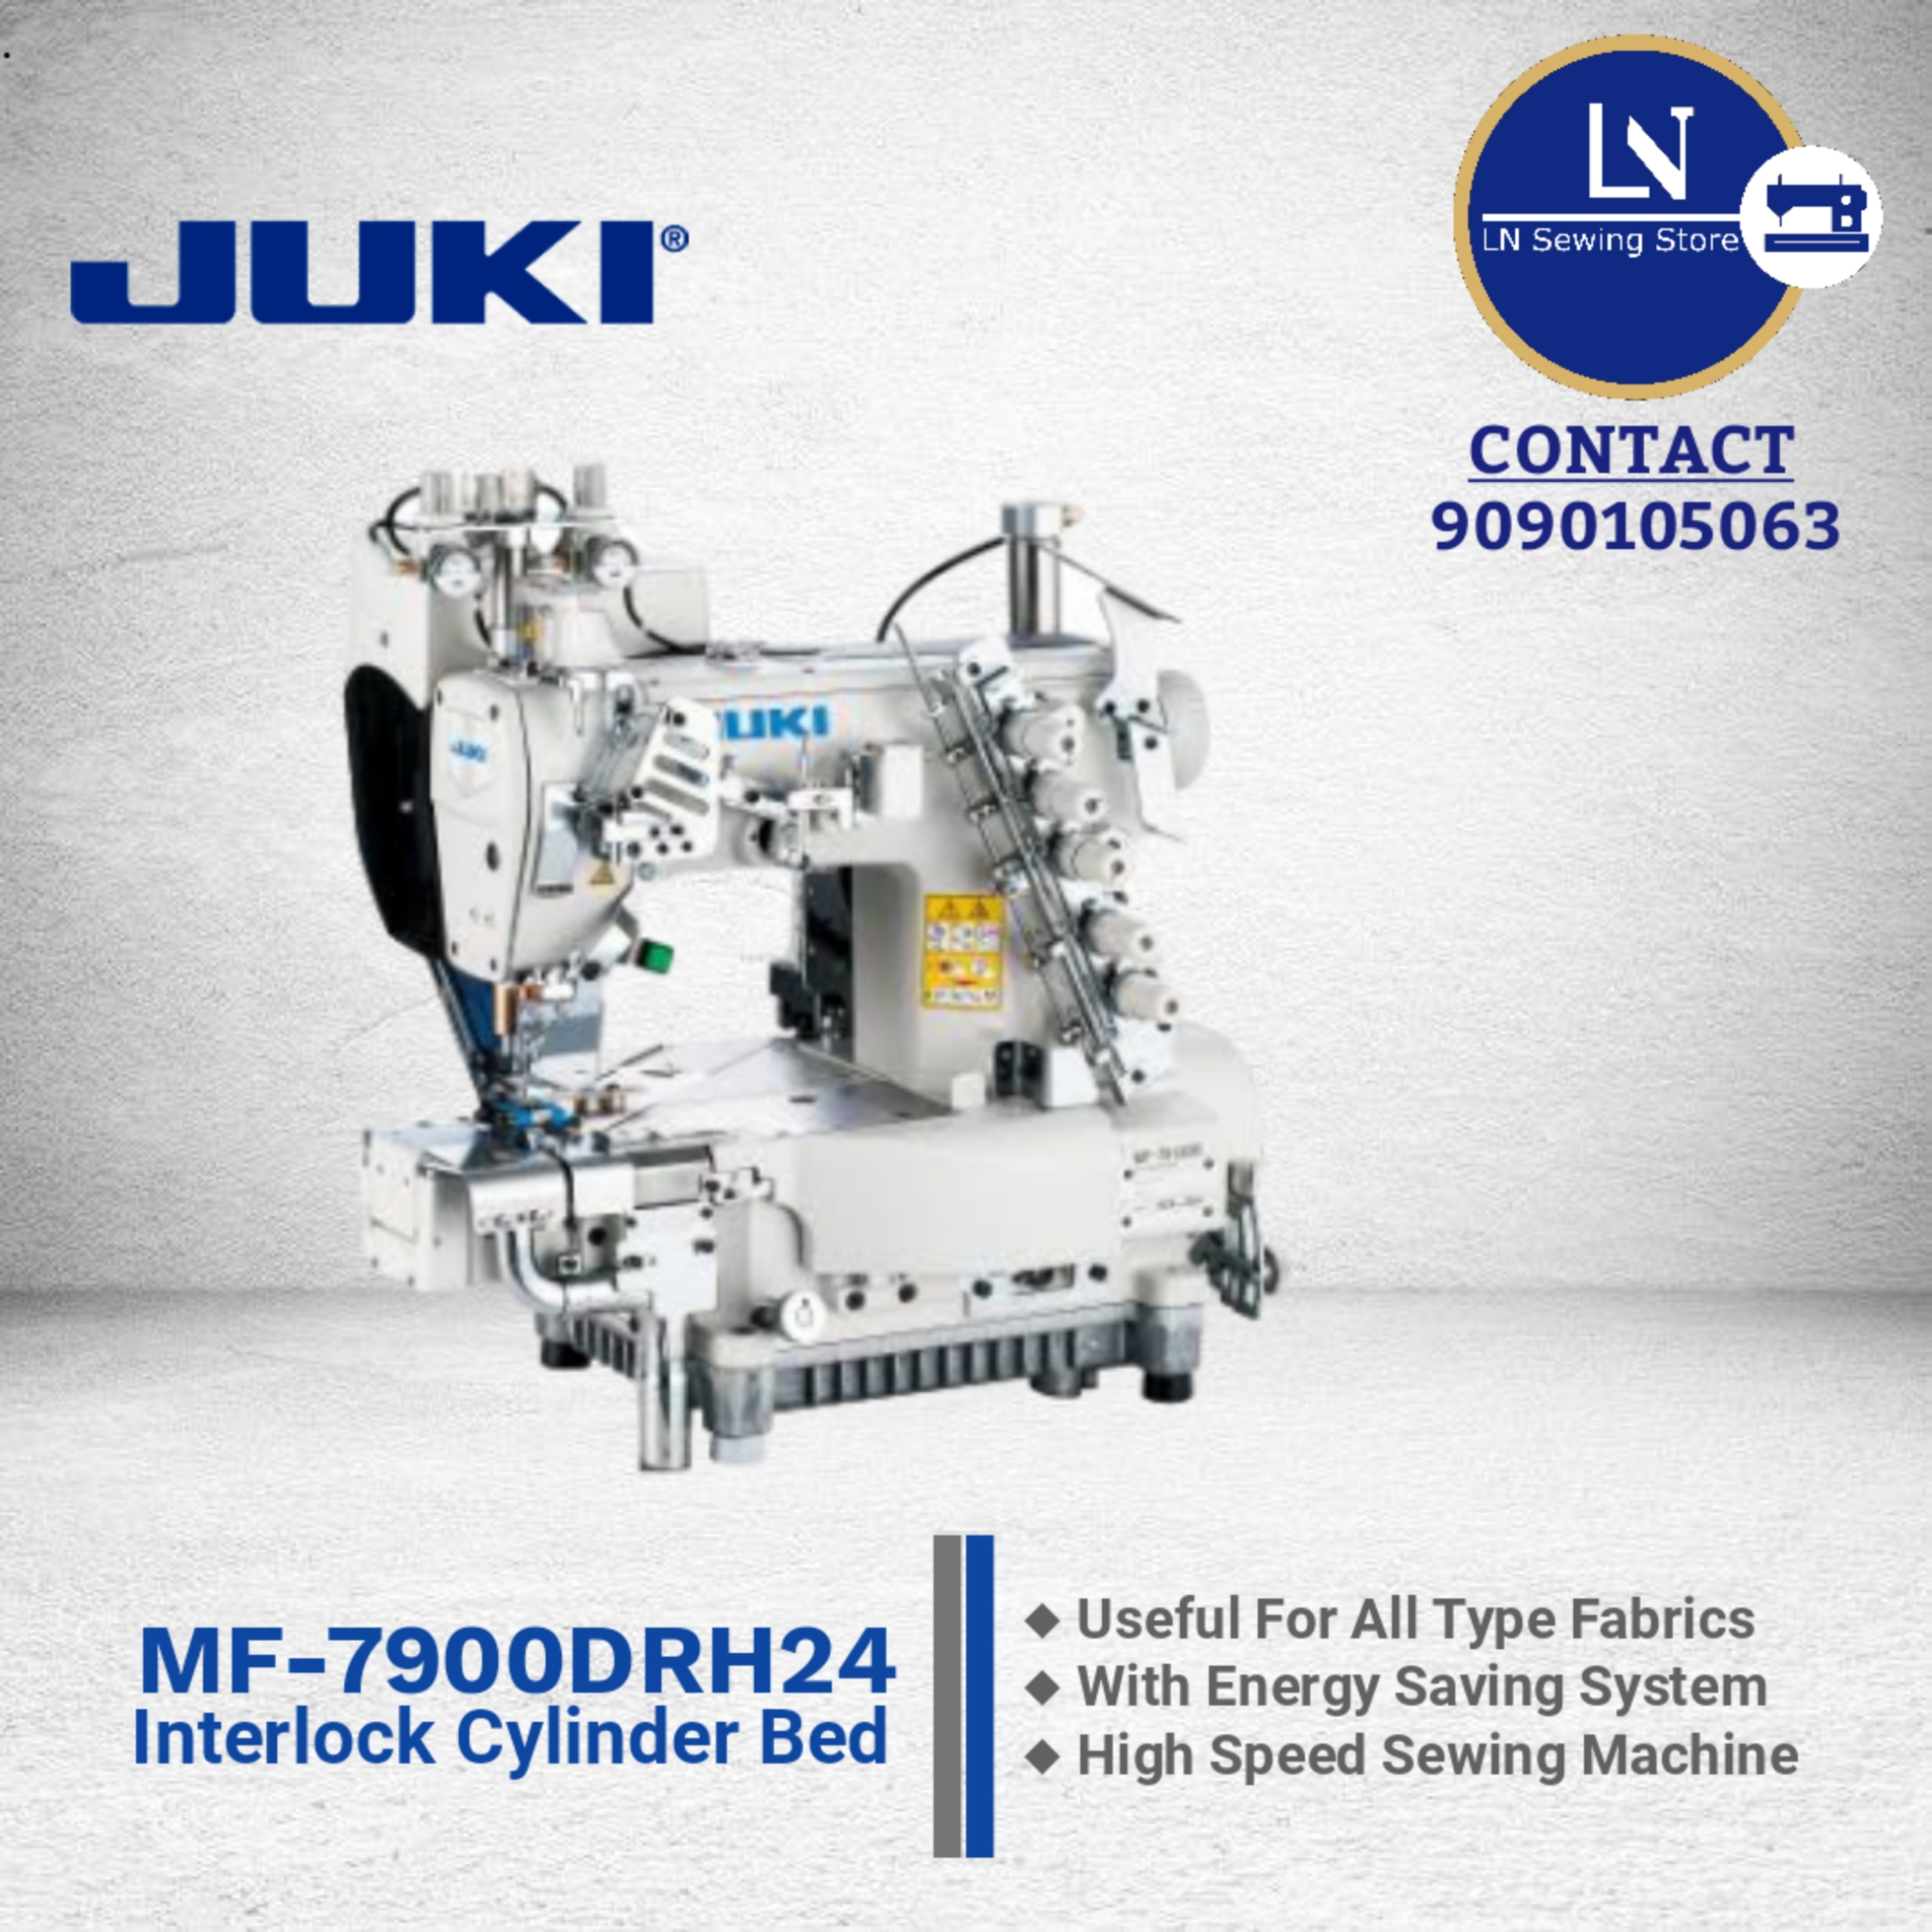 JUKI®
LN
LN Sewing Store
CONTACT
9090105063
JUKI
JUKI
MF-7900DRH24
Interlock Cylinder Bed
◆ Useful For All Type Fabrics
◆ With Energy Saving System
◆ High Speed Sewing Machine